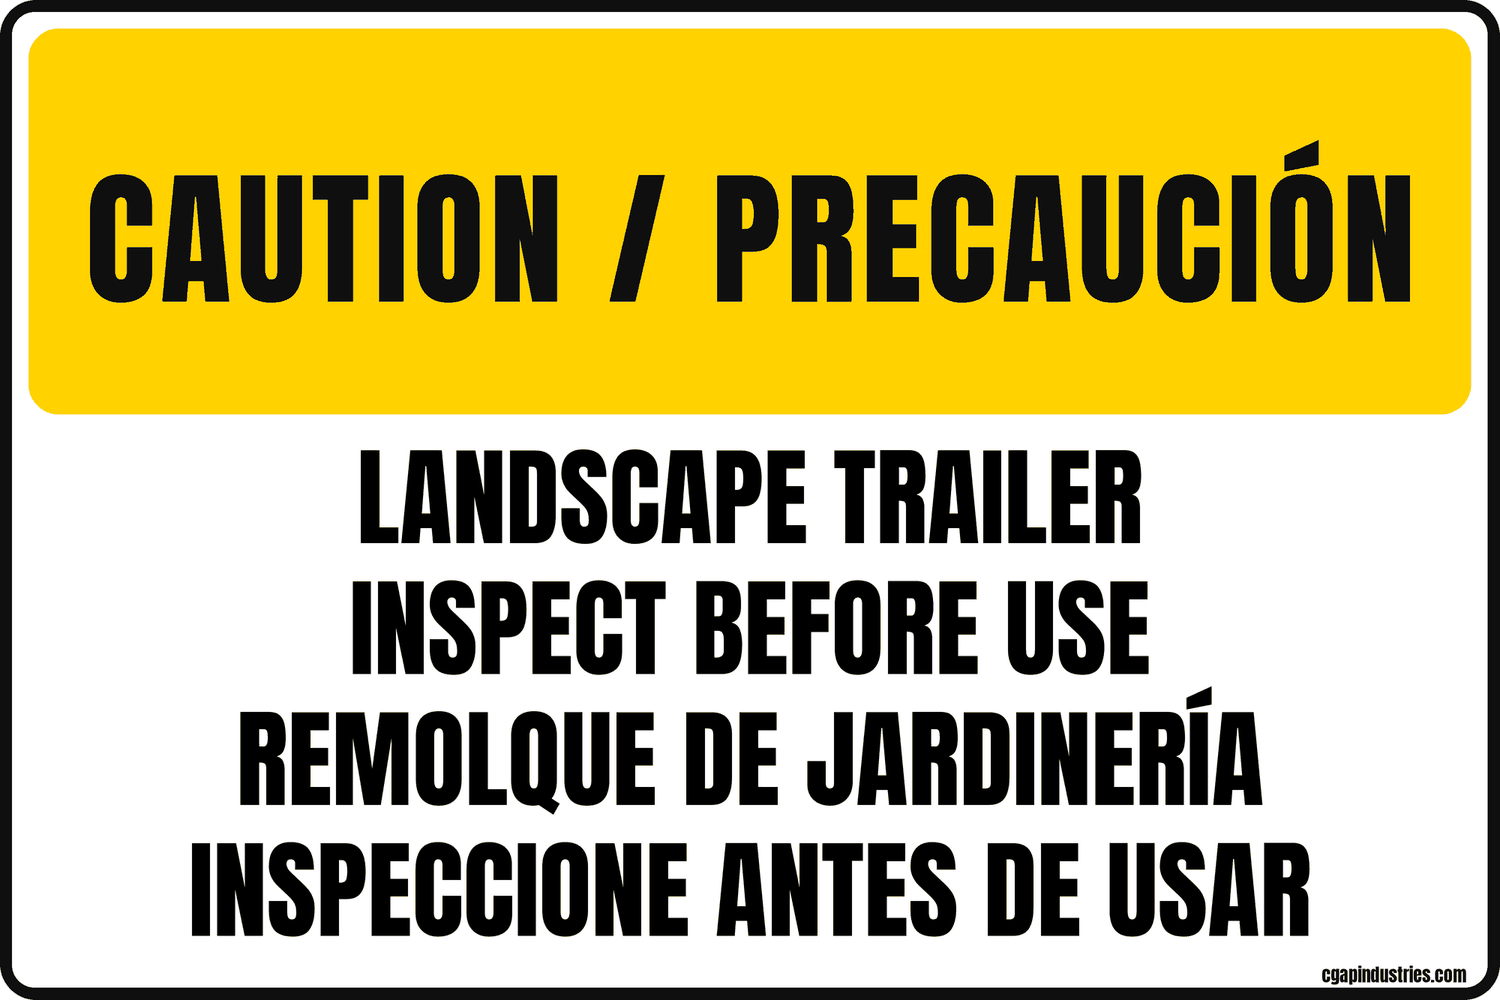 CAUTION / PRECAUCIÓN
LANDSCAPE TRAILER
INSPECT BEFORE USE
REMOLQUE DE JARDINERÍA
INSPECCIONE ANTES DE USAR
cgapindustries.com